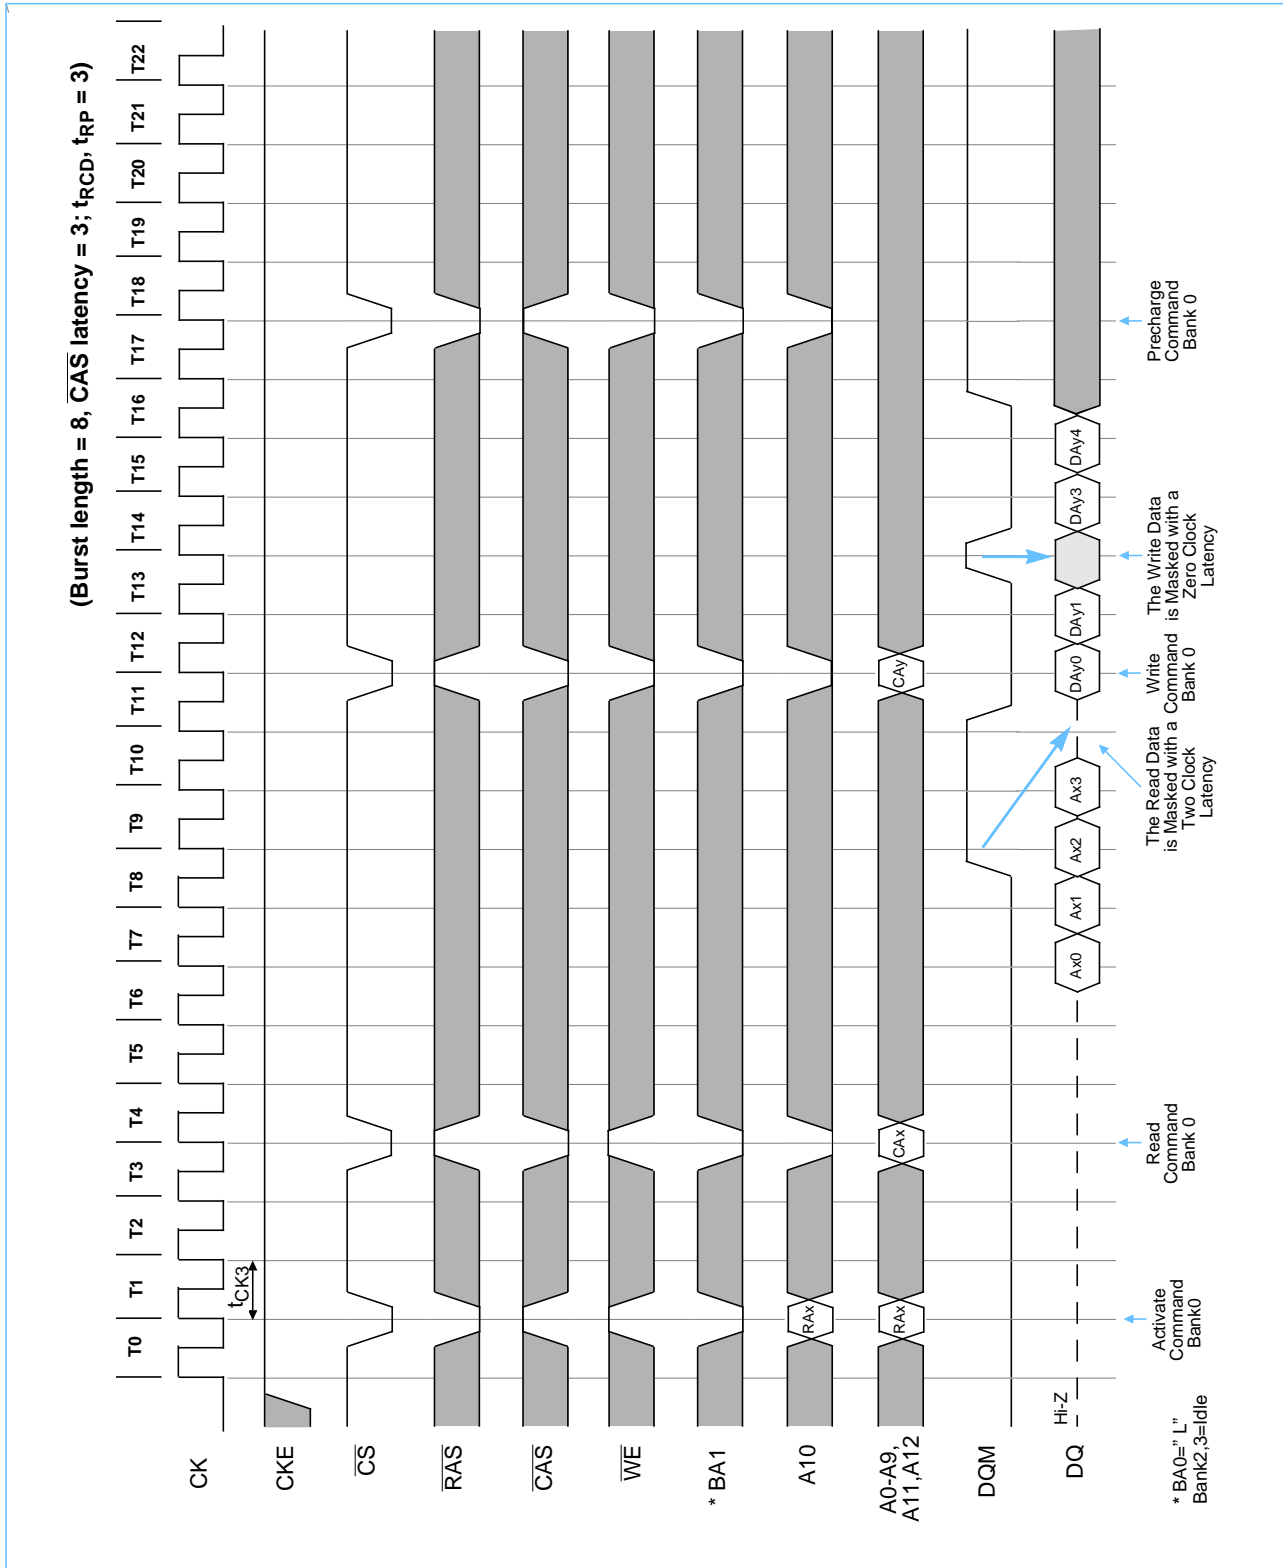 (Burst length = 8, CAS latency = 3; tRCD, tRP = 3)
T0 T1 T2 T3 T4 T5 T6 T7 T8 T9 T10 T11 T12 T13 T14 T15 T16 T17 T18 T19 T20 T21 T22
CK
tCK3
CKE
CS
RAS
CAS
WE
* BA1
A10
RAx
A0-A9,
A11,A12
RAx CAx CAy
DQM
DQ
Hi-Z
Ax0 Ax1 Ax2 Ax3 DAy0 DAy1 DAy3 DAy4
* BA0=" L"
Bank2,3=Idle
Activate
Command
Bank0
Read
Command
Bank 0
The Read Data
is Masked with a
Two Clock
Latency
Write
Command
Bank 0
The Write Data
is Masked with a
Zero Clock
Latency
Precharge
Command
Bank 0